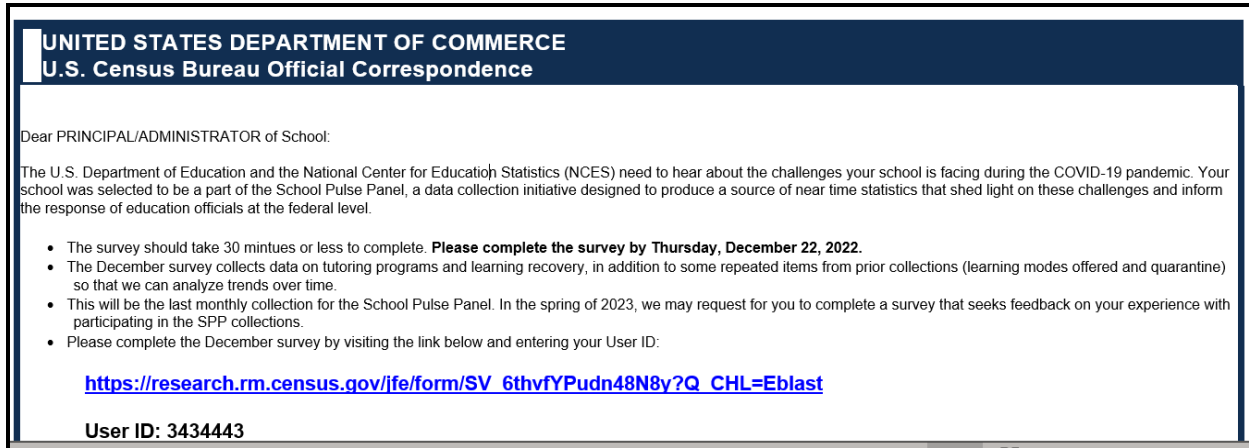 UNITED STATES DEPARTMENT OF COMMERCE
U.S. Census Bureau Official Correspondence
Dear PRINCIPAL/ADMINISTRATOR of School:
The U.S. Department of Education and the National Center for Education Statistics (NCES) need to hear about the challenges your school is facing during the COVID-19 pandemic. Your
school was selected to be a part of the School Pulse Panel, a data collection initiative designed to produce a source of near time statistics that shed light on these challenges and inform
the response of education officials at the federal level.
• The survey should take 30 mintues or less to complete. Please complete the survey by Thursday, December 22, 2022.
• The December survey collects data on tutoring programs and learning recovery, in addition to some repeated items from prior collections (learning modes offered and quarantine)
so that we can analyze trends over time.
• This will be the last monthly collection for the School Pulse Panel. In the spring of 2023, we may request for you to complete a survey that seeks feedback on your experience with
participating in the SPP collections.
• Please complete the December survey by visiting the link below and entering your User ID:
https://research.rm.census.gov/jfe/form/SV_6thvfYPudn48N8y?Q_CHL=Eblast
User ID: 3434443